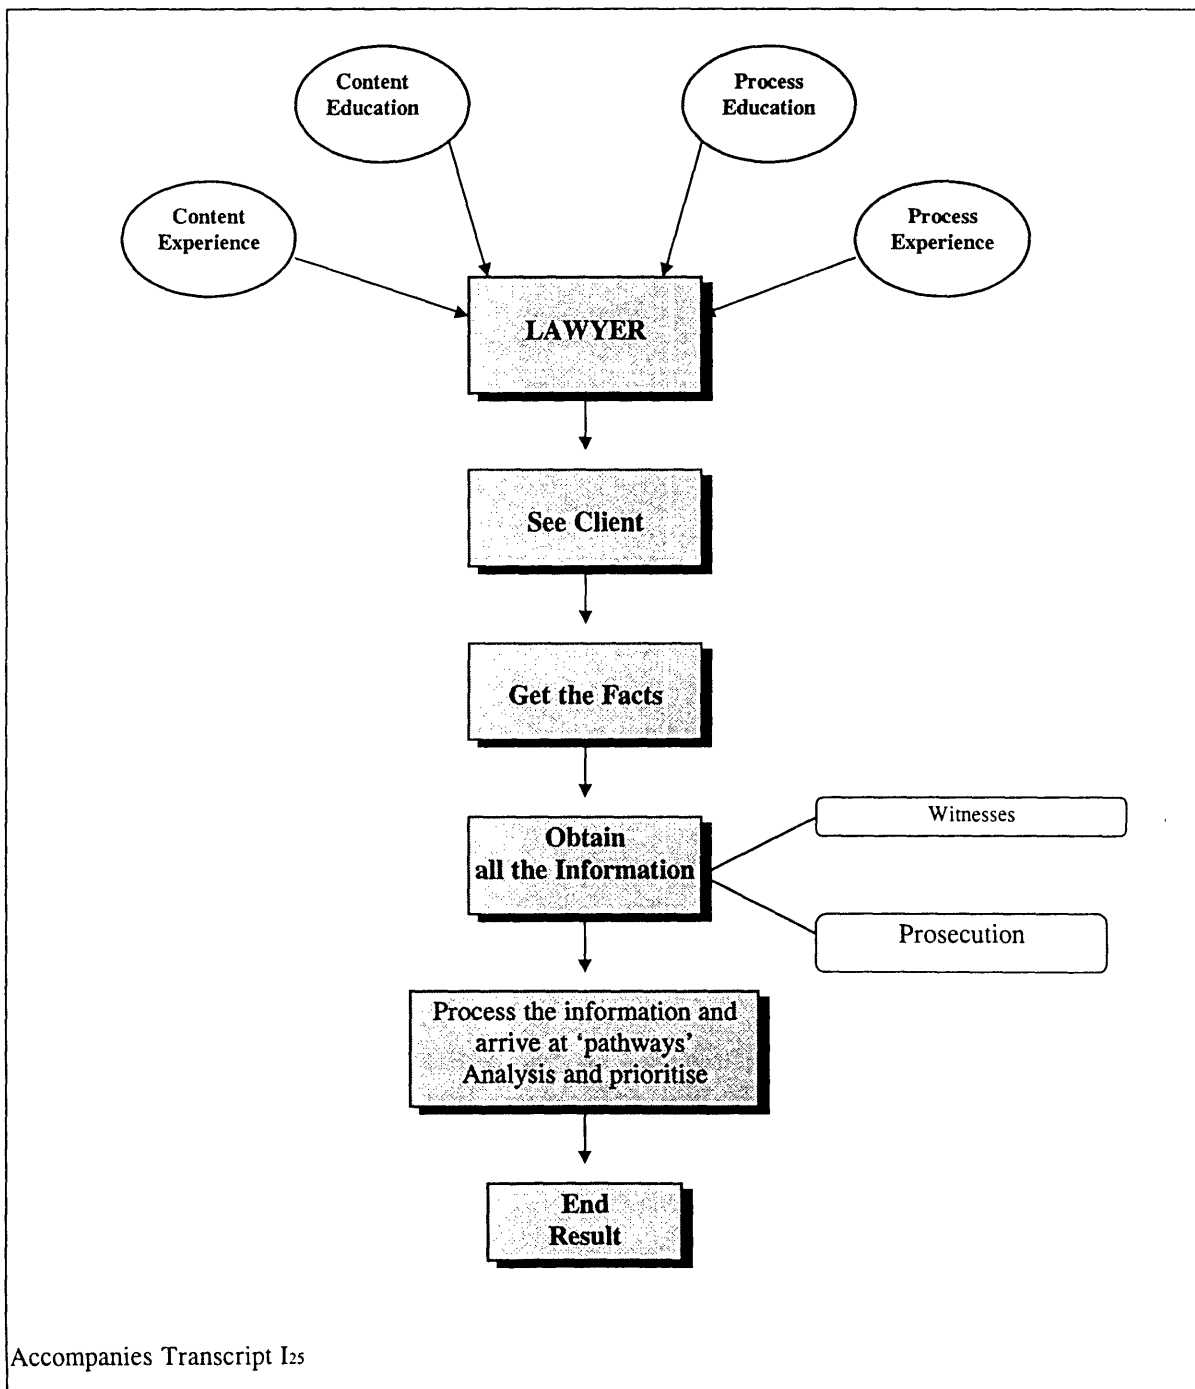 Content
Education
Process
Education
Content
Experience
Process
Experience
LAWYER
See Client
Get the Facts
Obtain
all the Information
Witnesses
Prosecution
Process the information and
arrive at ‘pathways’
Analysis and prioritise
End
Result
Accompanies Transcript I25